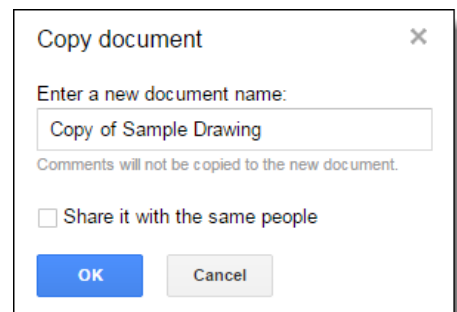 Copy document
Enter a new document name:
Copy of Sample Drawing
Comments will not be copied to the new document.
Share it with the same people
OK Cancel